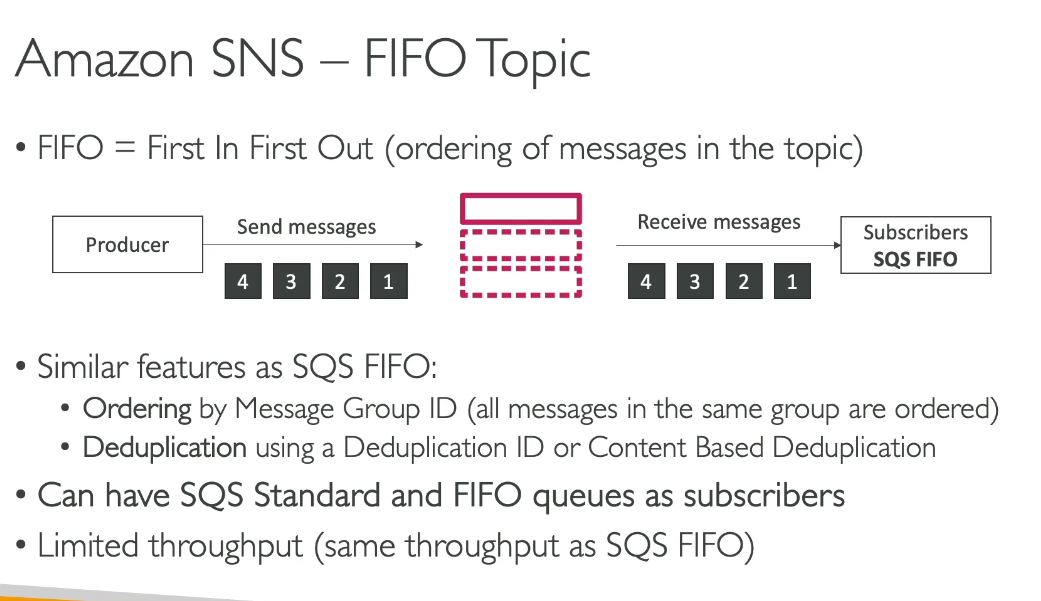 Amazon SNS – FIFO Topic
• FIFO = First In First Out (ordering of messages in the topic)
Producer
Send messages
4 3 2 1
Receive messages
4 3 2 1
Subscribers
SQS FIFO
• Similar features as SQS FIFO:
• Ordering by Message Group ID (all messages in the same group are ordered)
• Deduplication using a Deduplication ID or Content Based Deduplication
• Can have SQS Standard and FIFO queues as subscribers
• Limited throughput (same throughput as SQS FIFO)